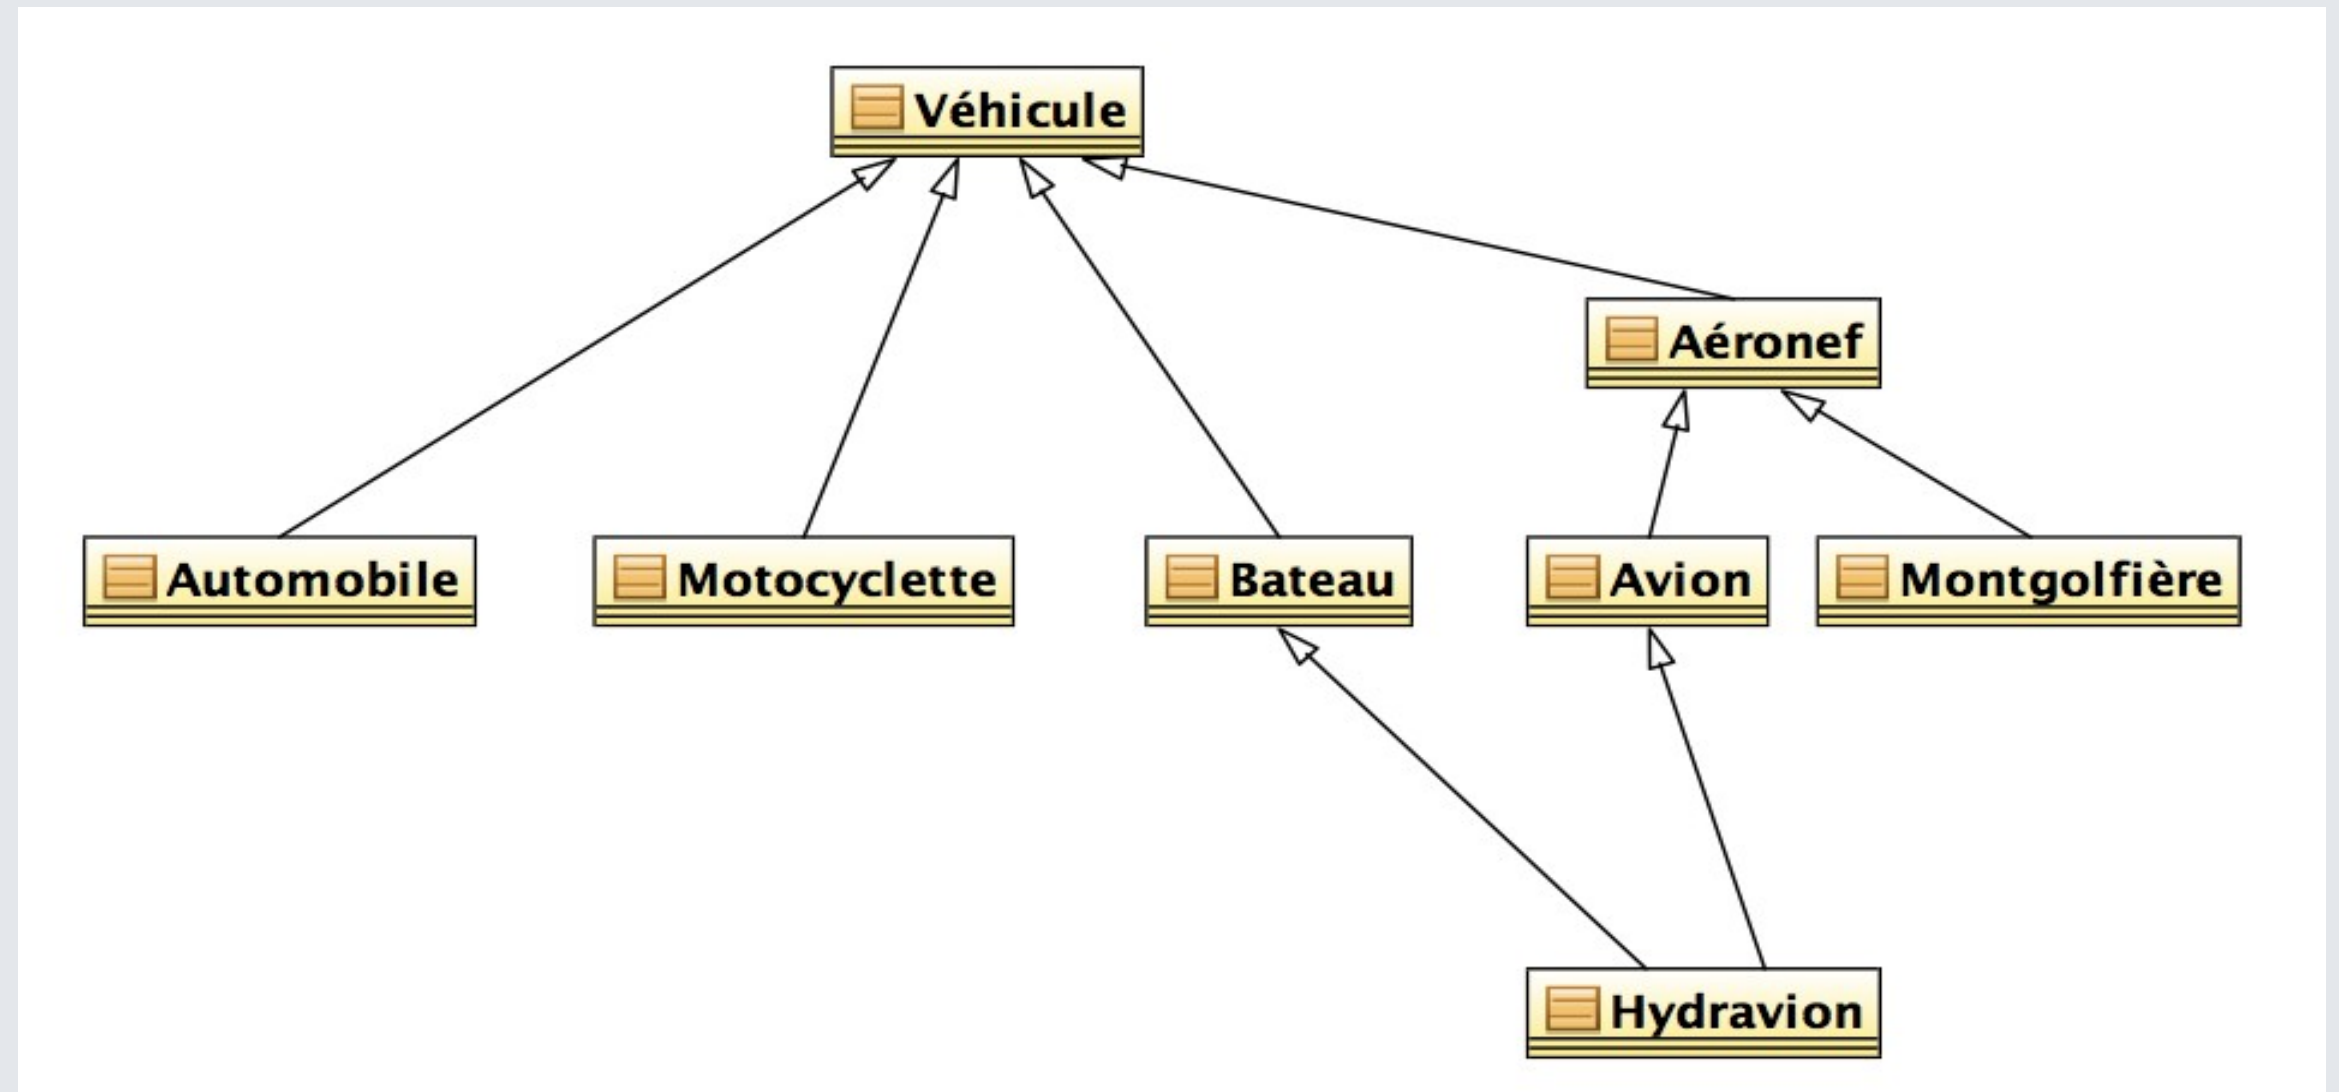 Véhicule
Aéronef
Automobile
Motocyclette
Bateau
Avion
Montgolfière
Hydravion